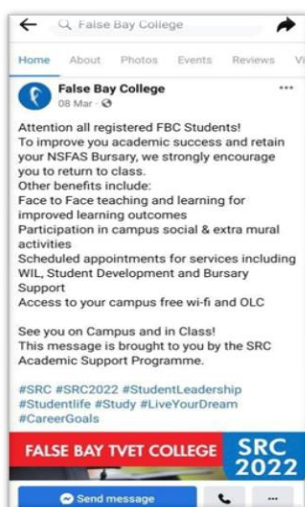 False Bay College
Home About Photos Events Reviews Vi
False Bay College
08 Mar
Attention all registered FBC Students!
To improve you academic success and retain
your NSFAS Bursary, we strongly encourage
you to return to class.
Other benefits include:
Face to Face teaching and learning for
improved learning outcomes
Participation in campus social & extra mural
activities
Scheduled appointments for services including
WIL, Student Development and Bursary
Support
Access to your campus free wi-fi and OLC
See you on Campus and in Class!
This message is brought to you by the SRC
Academic Support Programme.
#SRC #SRC2022 #StudentLeadership
#Studentlife #Study #LiveYourDream
#CareerGoals
FALSE BAY TVET COLLEGE
SRC
2022
Send message